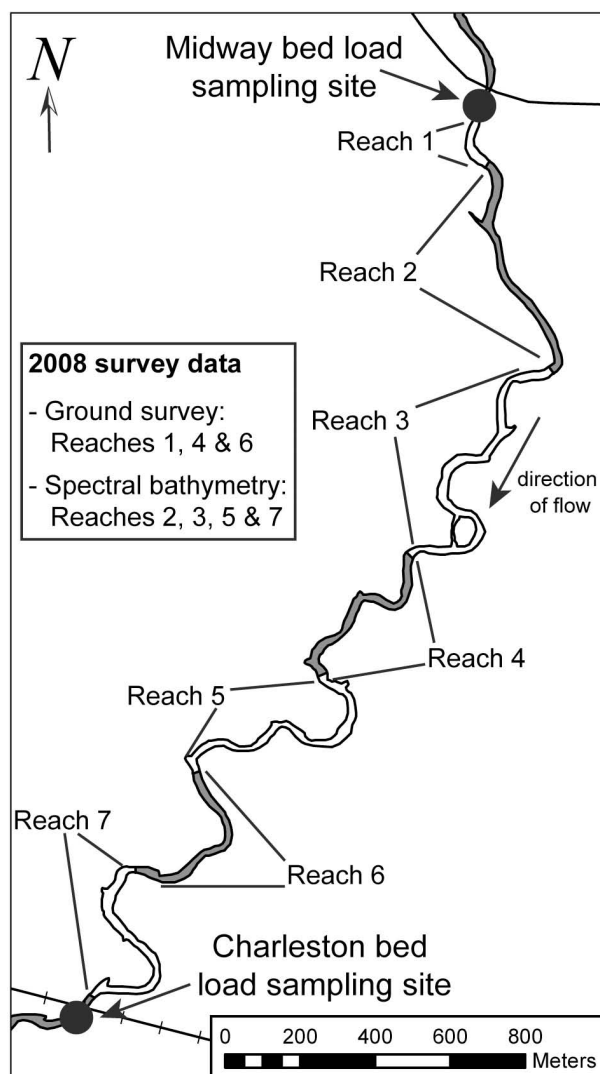 Midway bed load
sampling site
N
Reach 1
Reach 2
2008 survey data
- Ground survey:
Reaches 1, 4 & 6
- Spectral bathymetry:
Reaches 2, 3, 5 & 7
Reach 3
direction
of flow
Reach 4
Reach 5
Reach 7
Reach 6
Charleston bed
load sampling site
0 200 400 600 800
Meters